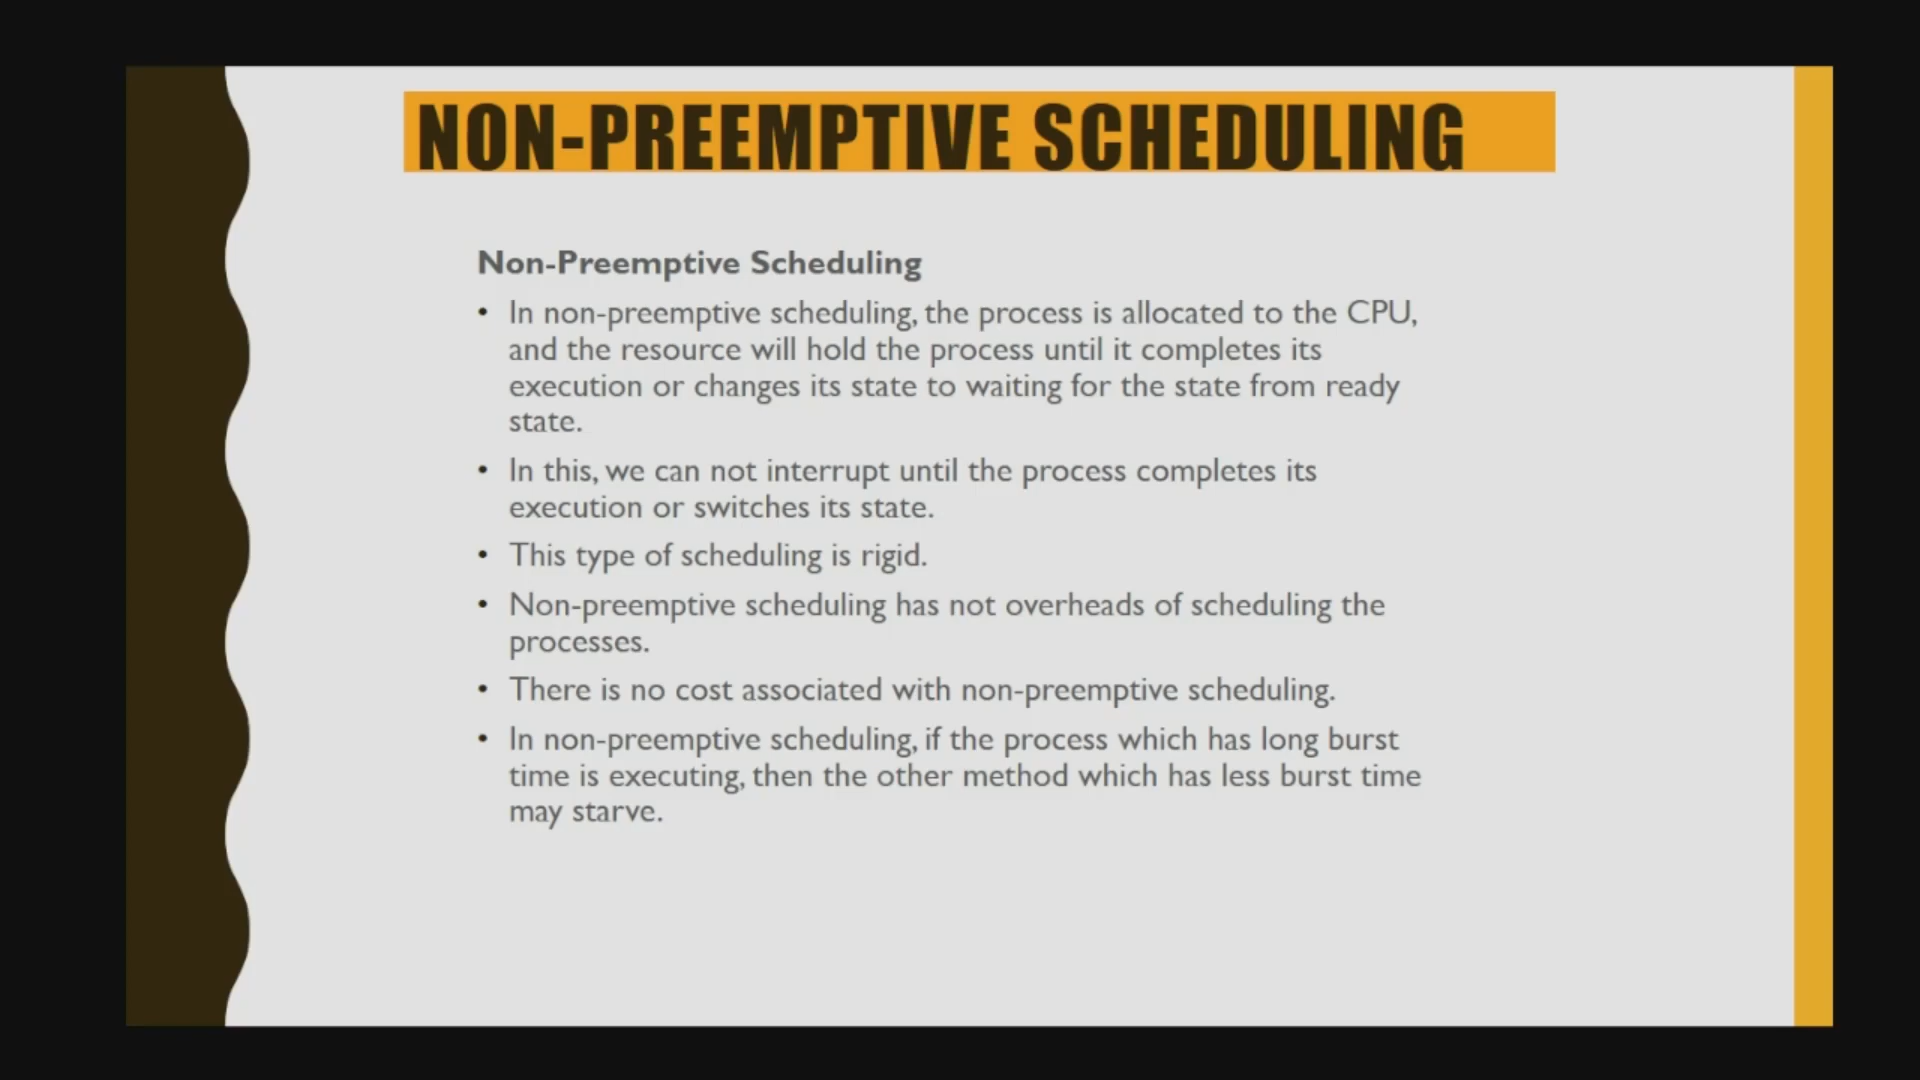 NON-PREEMPTIVE SCHEDULING
Non-Preemptive Scheduling
• In non-preemptive scheduling, the process is allocated to the CPU,
and the resource will hold the process until it completes its
execution or changes its state to waiting for the state from ready
state.
• In this, we can not interrupt until the process completes its
execution or switches its state.
• This type of scheduling is rigid.
• Non-preemptive scheduling has not overheads of scheduling the
processes.
• There is no cost associated with non-preemptive scheduling.
• In non-preemptive scheduling, if the process which has long burst
time is executing, then the other method which has less burst time
may starve.